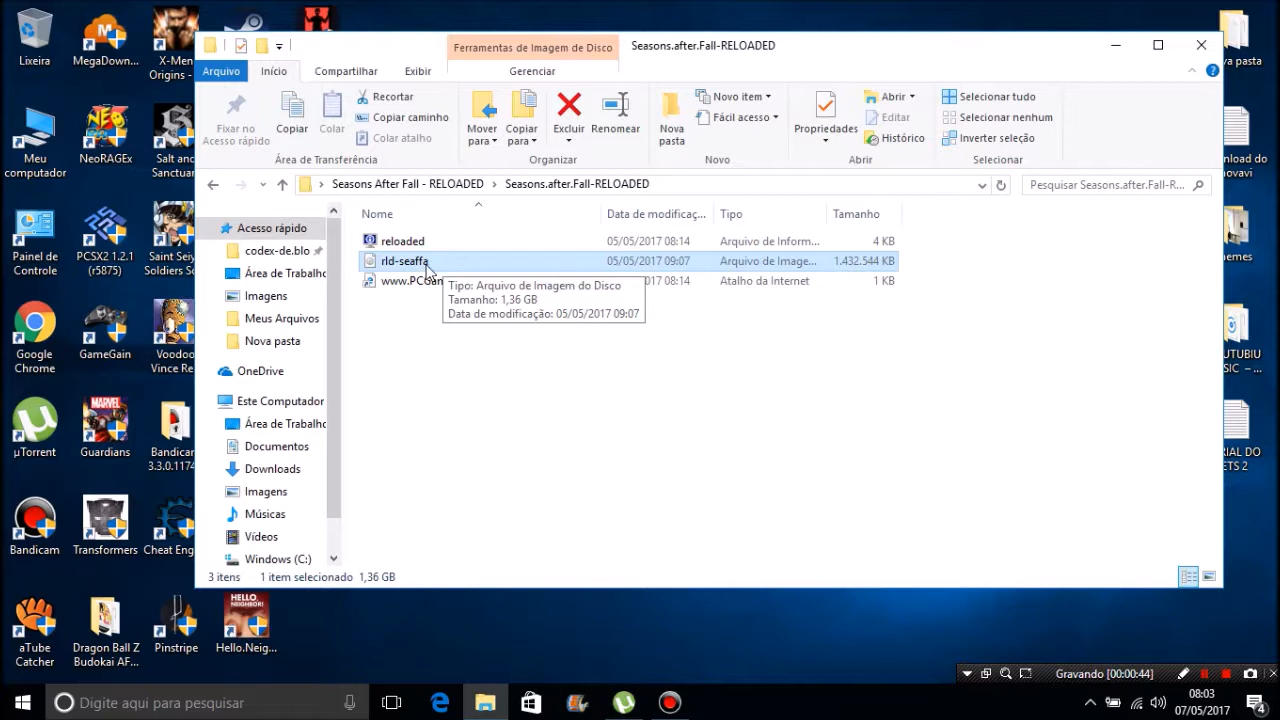 Lixeira
MegaDown...
X-Men
Origins - ...
Meu
computador
NeoRAGEx
Salt and
Sanctuar...
Painel de
Controle
PCSX2 1.2.1
(r5875)
Saint Seiy...
Soldiers So...
Google
Chrome
GameGain
Voodoo
Vince Re...
µTorrent
Guardians
Bandicam
3.3.0.1174...
Bandicam
Transformers
Cheat Eng...
aTube
Catcher
Dragon Ball Z
Budokai AF...
Pinstripe
HELLO,
NEIGHBOR!
Hello.Neig...
Ferramentas de Imagem de Disco
Seasons.after.Fall-RELOADED
Arquivo
Início
Compartilhar
Exibir
Gerenciar
Fixar no
Acesso rápido
Copiar
Colar
Recortar
Copiar caminho
Colar atalho
Área de Transferência
Mover
para
Copiar
para
Excluir
Renomear
Organizar
Nova
pasta
Novo item
Fácil acesso
Novo
Propriedades
Abrir
Editar
Histórico
Abrir
Selecionar tudo
Selecionar nenhum
Inverter seleção
Selecionar
Seasons After Fall - RELOADED > Seasons.after.Fall-RELOADED
Pesquisar Seasons.after.Fall-R...
Nome
Data de modificaç...
Tipo
Tamanho
reloaded 05/05/2017 08:14 Arquivo de Inform... 4 KB
rld-seaffa 05/05/2017 09:07 Arquivo de Image... 1.432.544 KB
www.PCGam 08:14 Atalho da Internet 1 KB
Tipo: Arquivo de Imagem do Disco
Tamanho: 1,36 GB
Data de modificação: 05/05/2017 09:07
Acesso rápido
codex-de.blo
Área de Trabalho
Imagens
Meus Arquivos
Nova pasta
OneDrive
Este Computador
Área de Trabalho
Documentos
Downloads
Imagens
Músicas
Vídeos
Windows (C:)
3 itens 1 item selecionado 1,36 GB
va pasta
nload do
ovavi
emes
UTUBIU
SIC – ...
RIAL DO
ETS 2
Gravando [00:00:44]
Digite aqui para pesquisar
08:03
07/05/2017
4